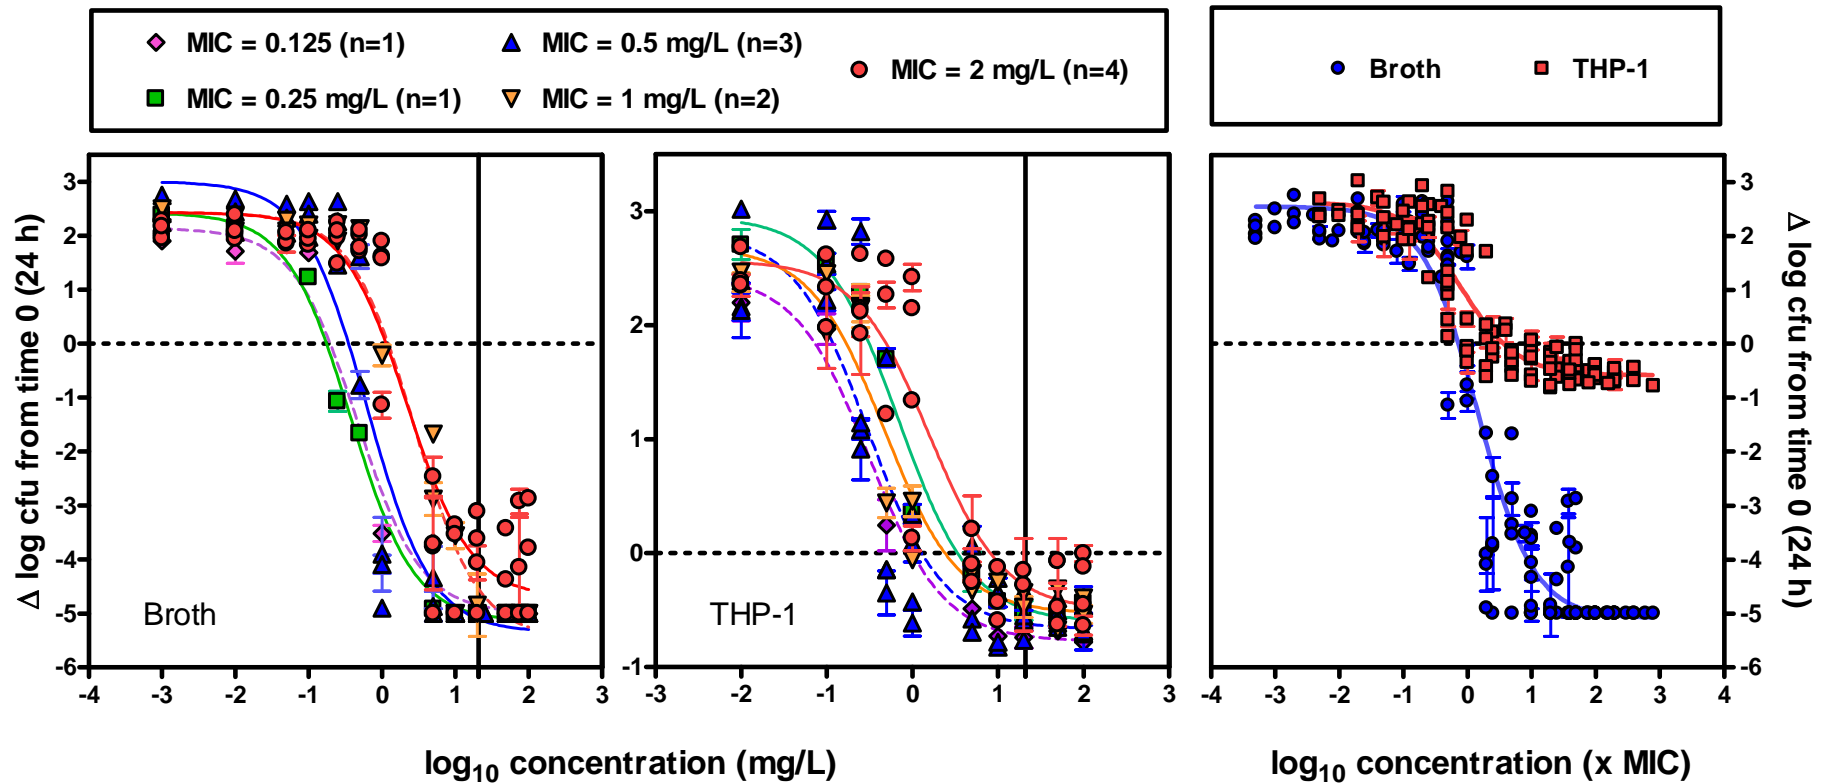 MIC = 0.125 (n=1)
MIC = 0.25 mg/L (n=1)
MIC = 0.5 mg/L (n=3)
MIC = 1 mg/L (n=2)
MIC = 2 mg/L (n=4)
Broth
THP-1
Δ log cfu from time 0 (24 h)
3
2
1
0
-1
-2
-3
-4
-5
-6
Broth
-4 -3 -2 -1 0 1 2 3
3
2
1
0
-1
THP-1
-3 -2 -1 0 1 2 3
log10 concentration (mg/L)
3
2
1
0
-1
-2
-3
-4
-5
-6
-4 -3 -2 -1 0 1 2 3 4
Δ log cfu from time 0 (24 h)
log10 concentration (x MIC)